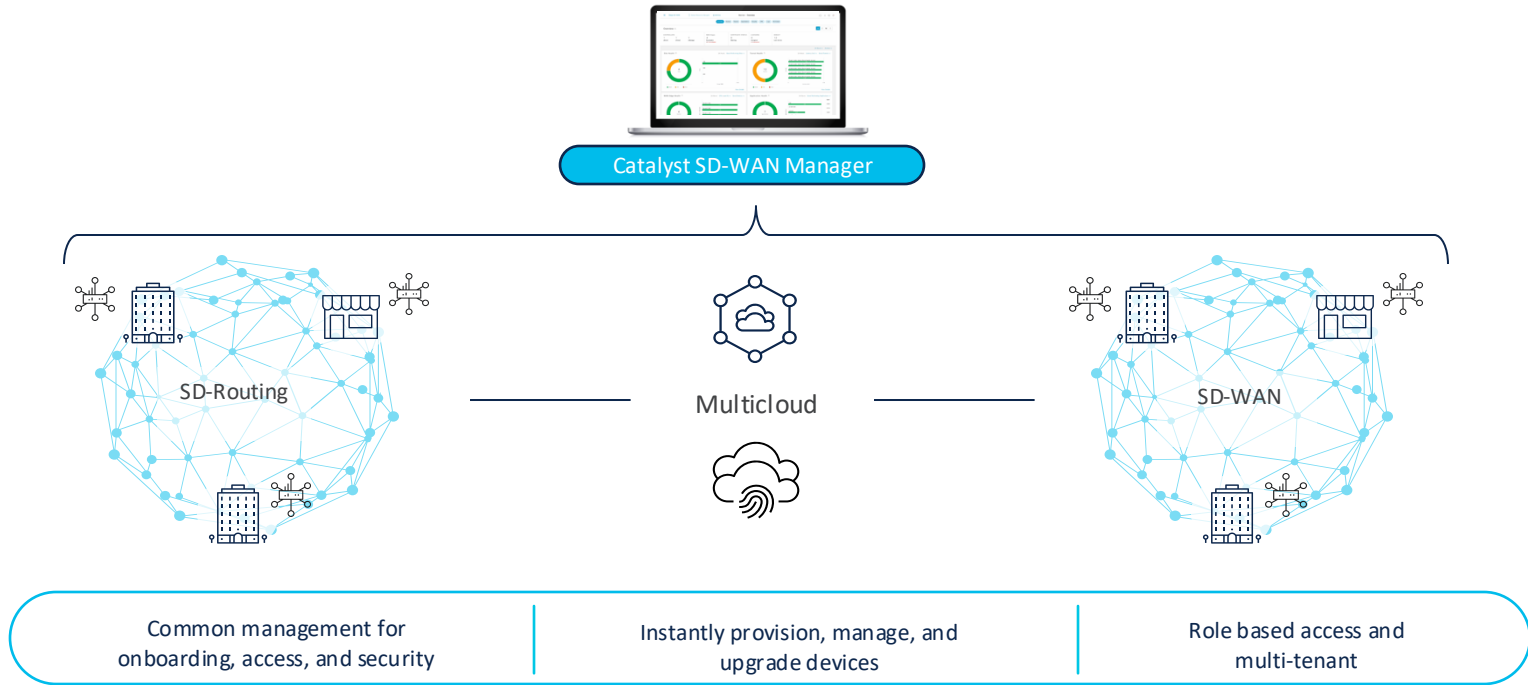 Catalyst SD-WAN Manager
SD-Routing
Multicloud
SD-WAN
Common management for
onboarding, access, and security
Instantly provision, manage, and
upgrade devices
Role based access and
multi-tenant